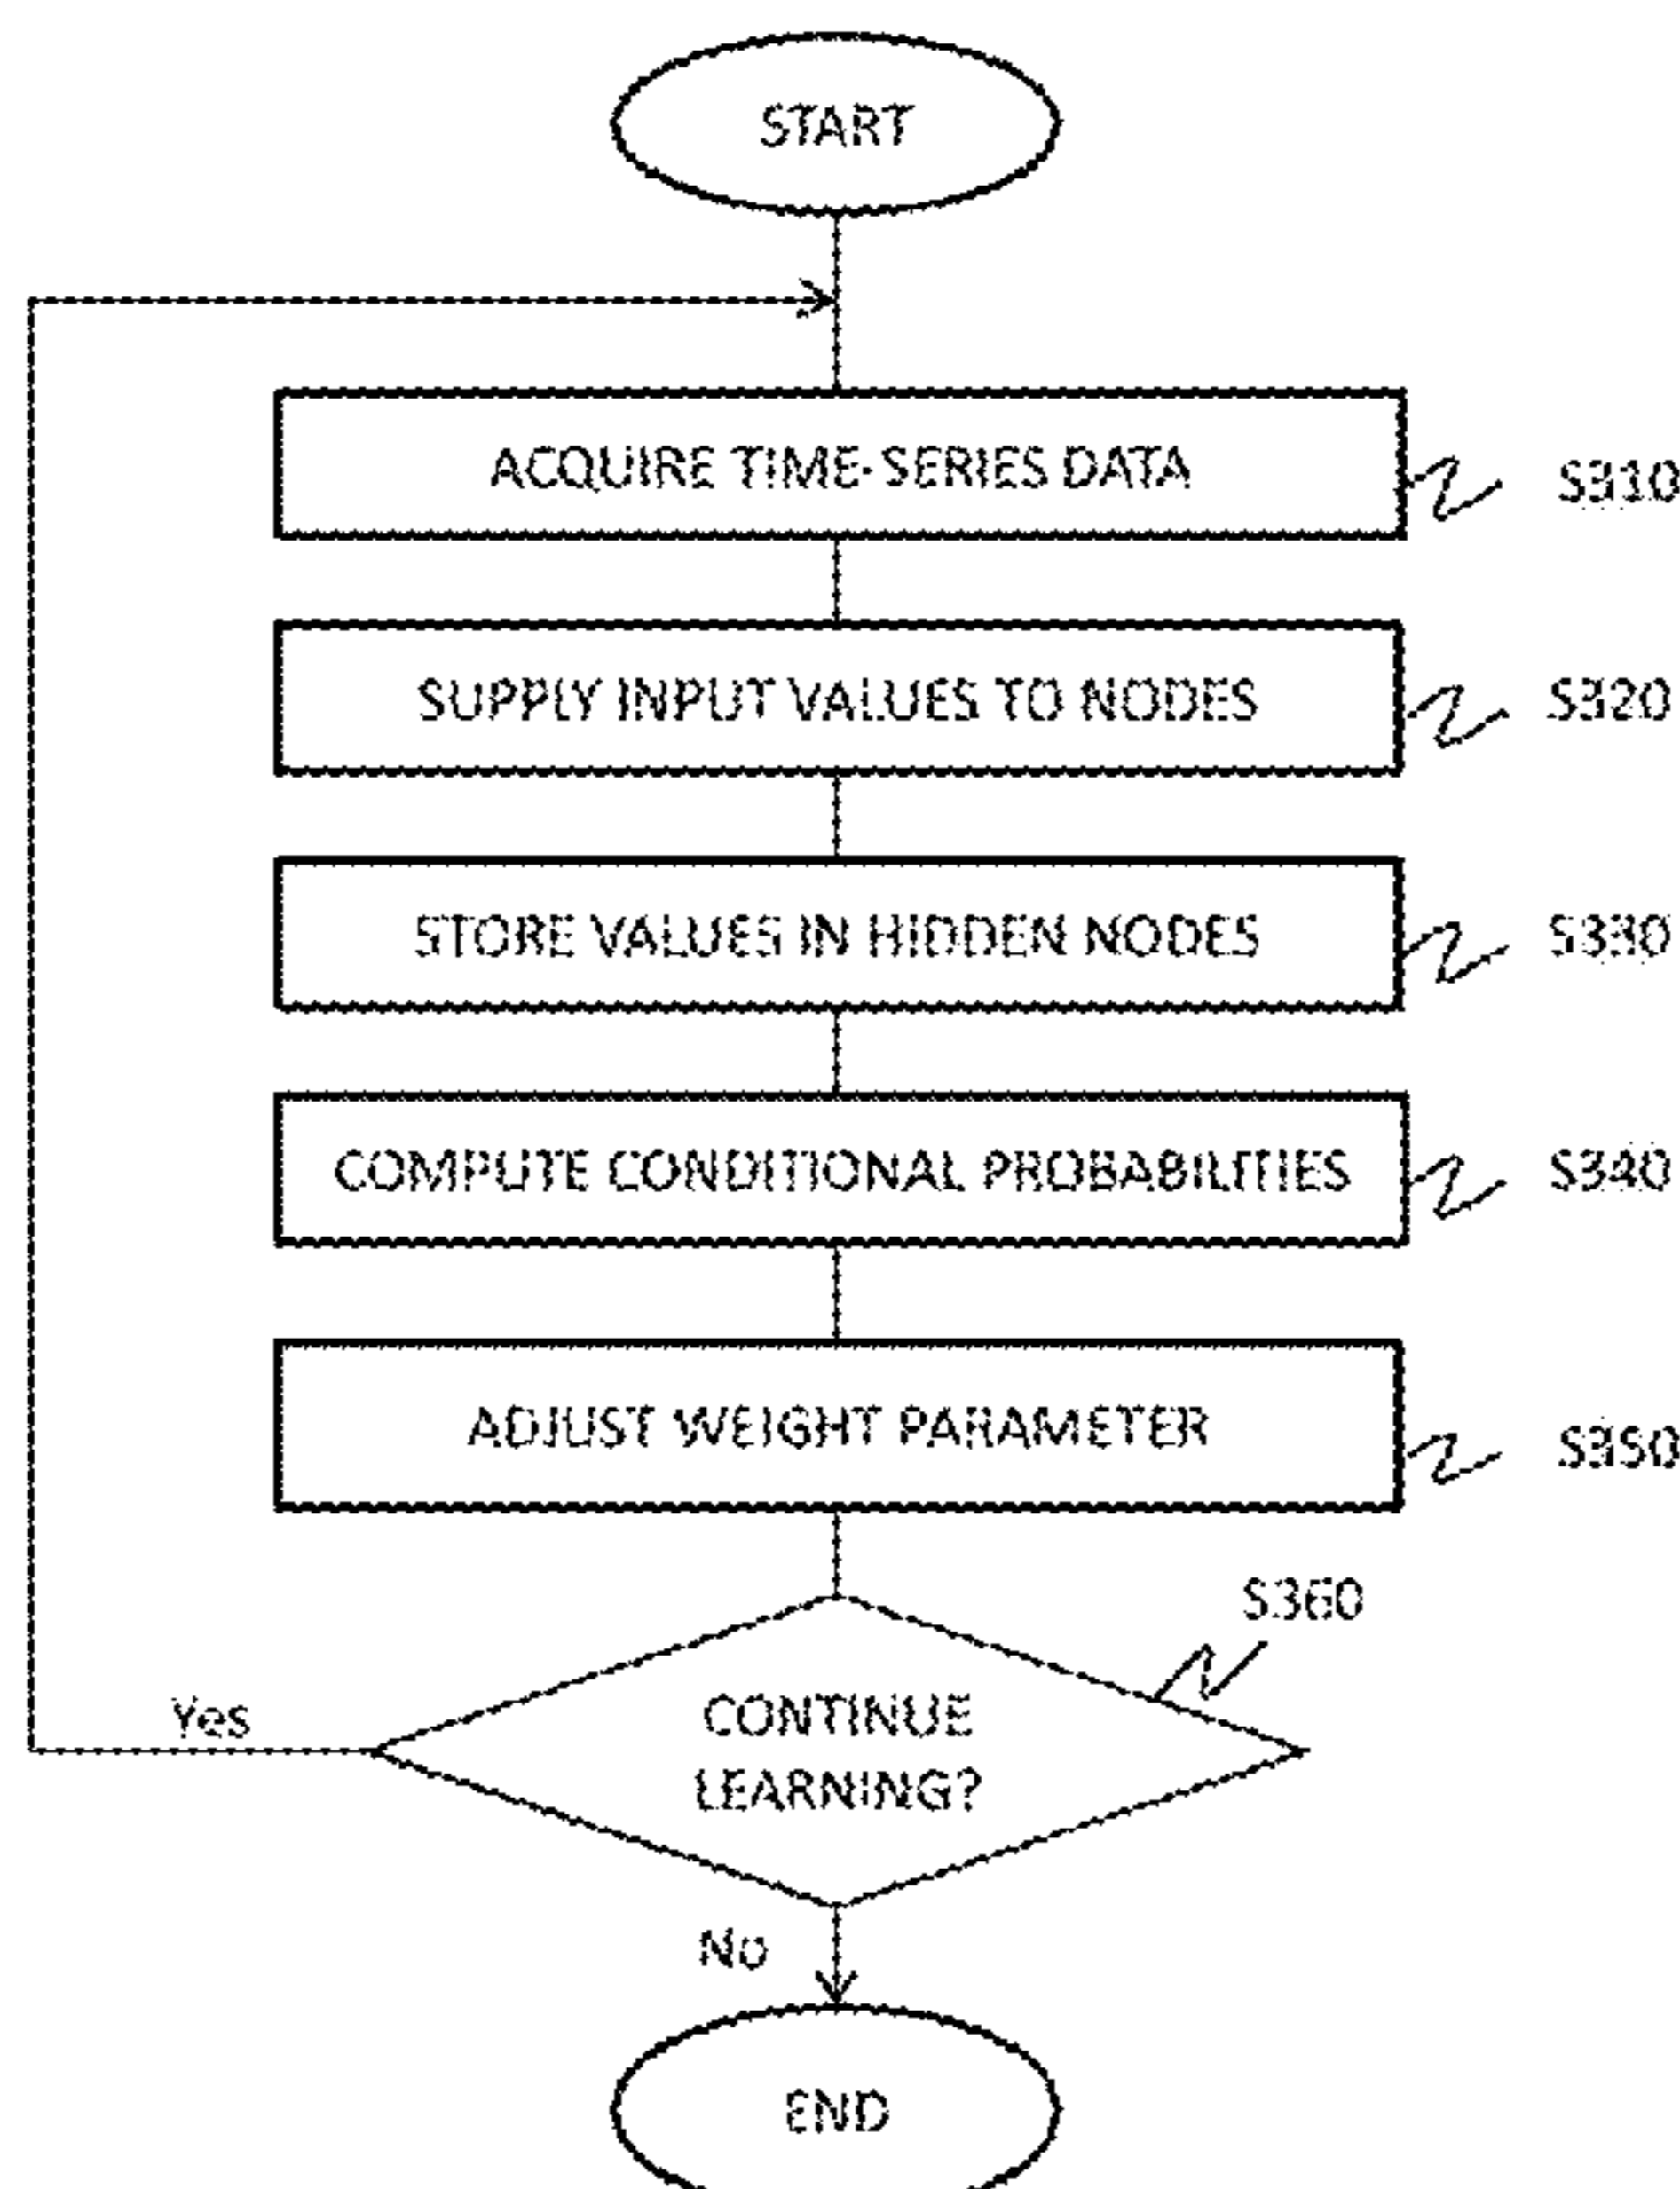 START
ACQUIRE TIME-SERIES DATA
S310
SUPPLY INPUT VALUES TO NODES
S320
STORE VALUES IN HIDDEN NODES
S330
COMPUTE CONDITIONAL PROBABILITIES
S340
ADJUST WEIGHT PARAMETER
S350
S360
CONTINUE
LEARNING?
Yes
No
END